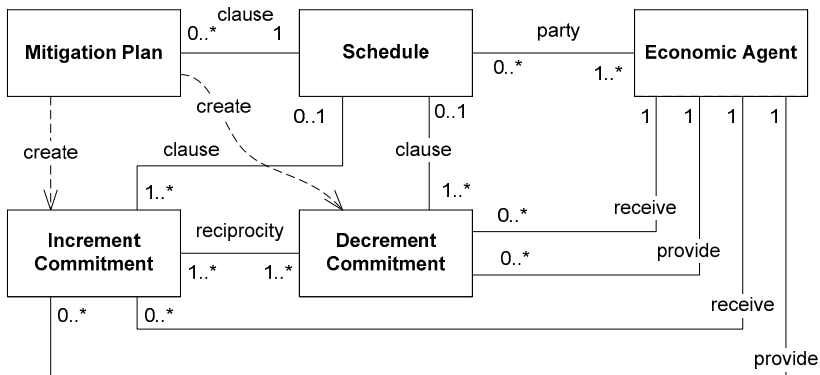 clause
0..*
1
Mitigation Plan
Schedule
party
0..*
1..*
Economic Agent
create
create
0..1
0..1
1
1
1
1
clause
clause
1..*
1..*
Increment
Commitment
reciprocity
1..*
1..*
Decrement
Commitment
0..*
receive
0..*
provide
0..*
0..*
receive
provide